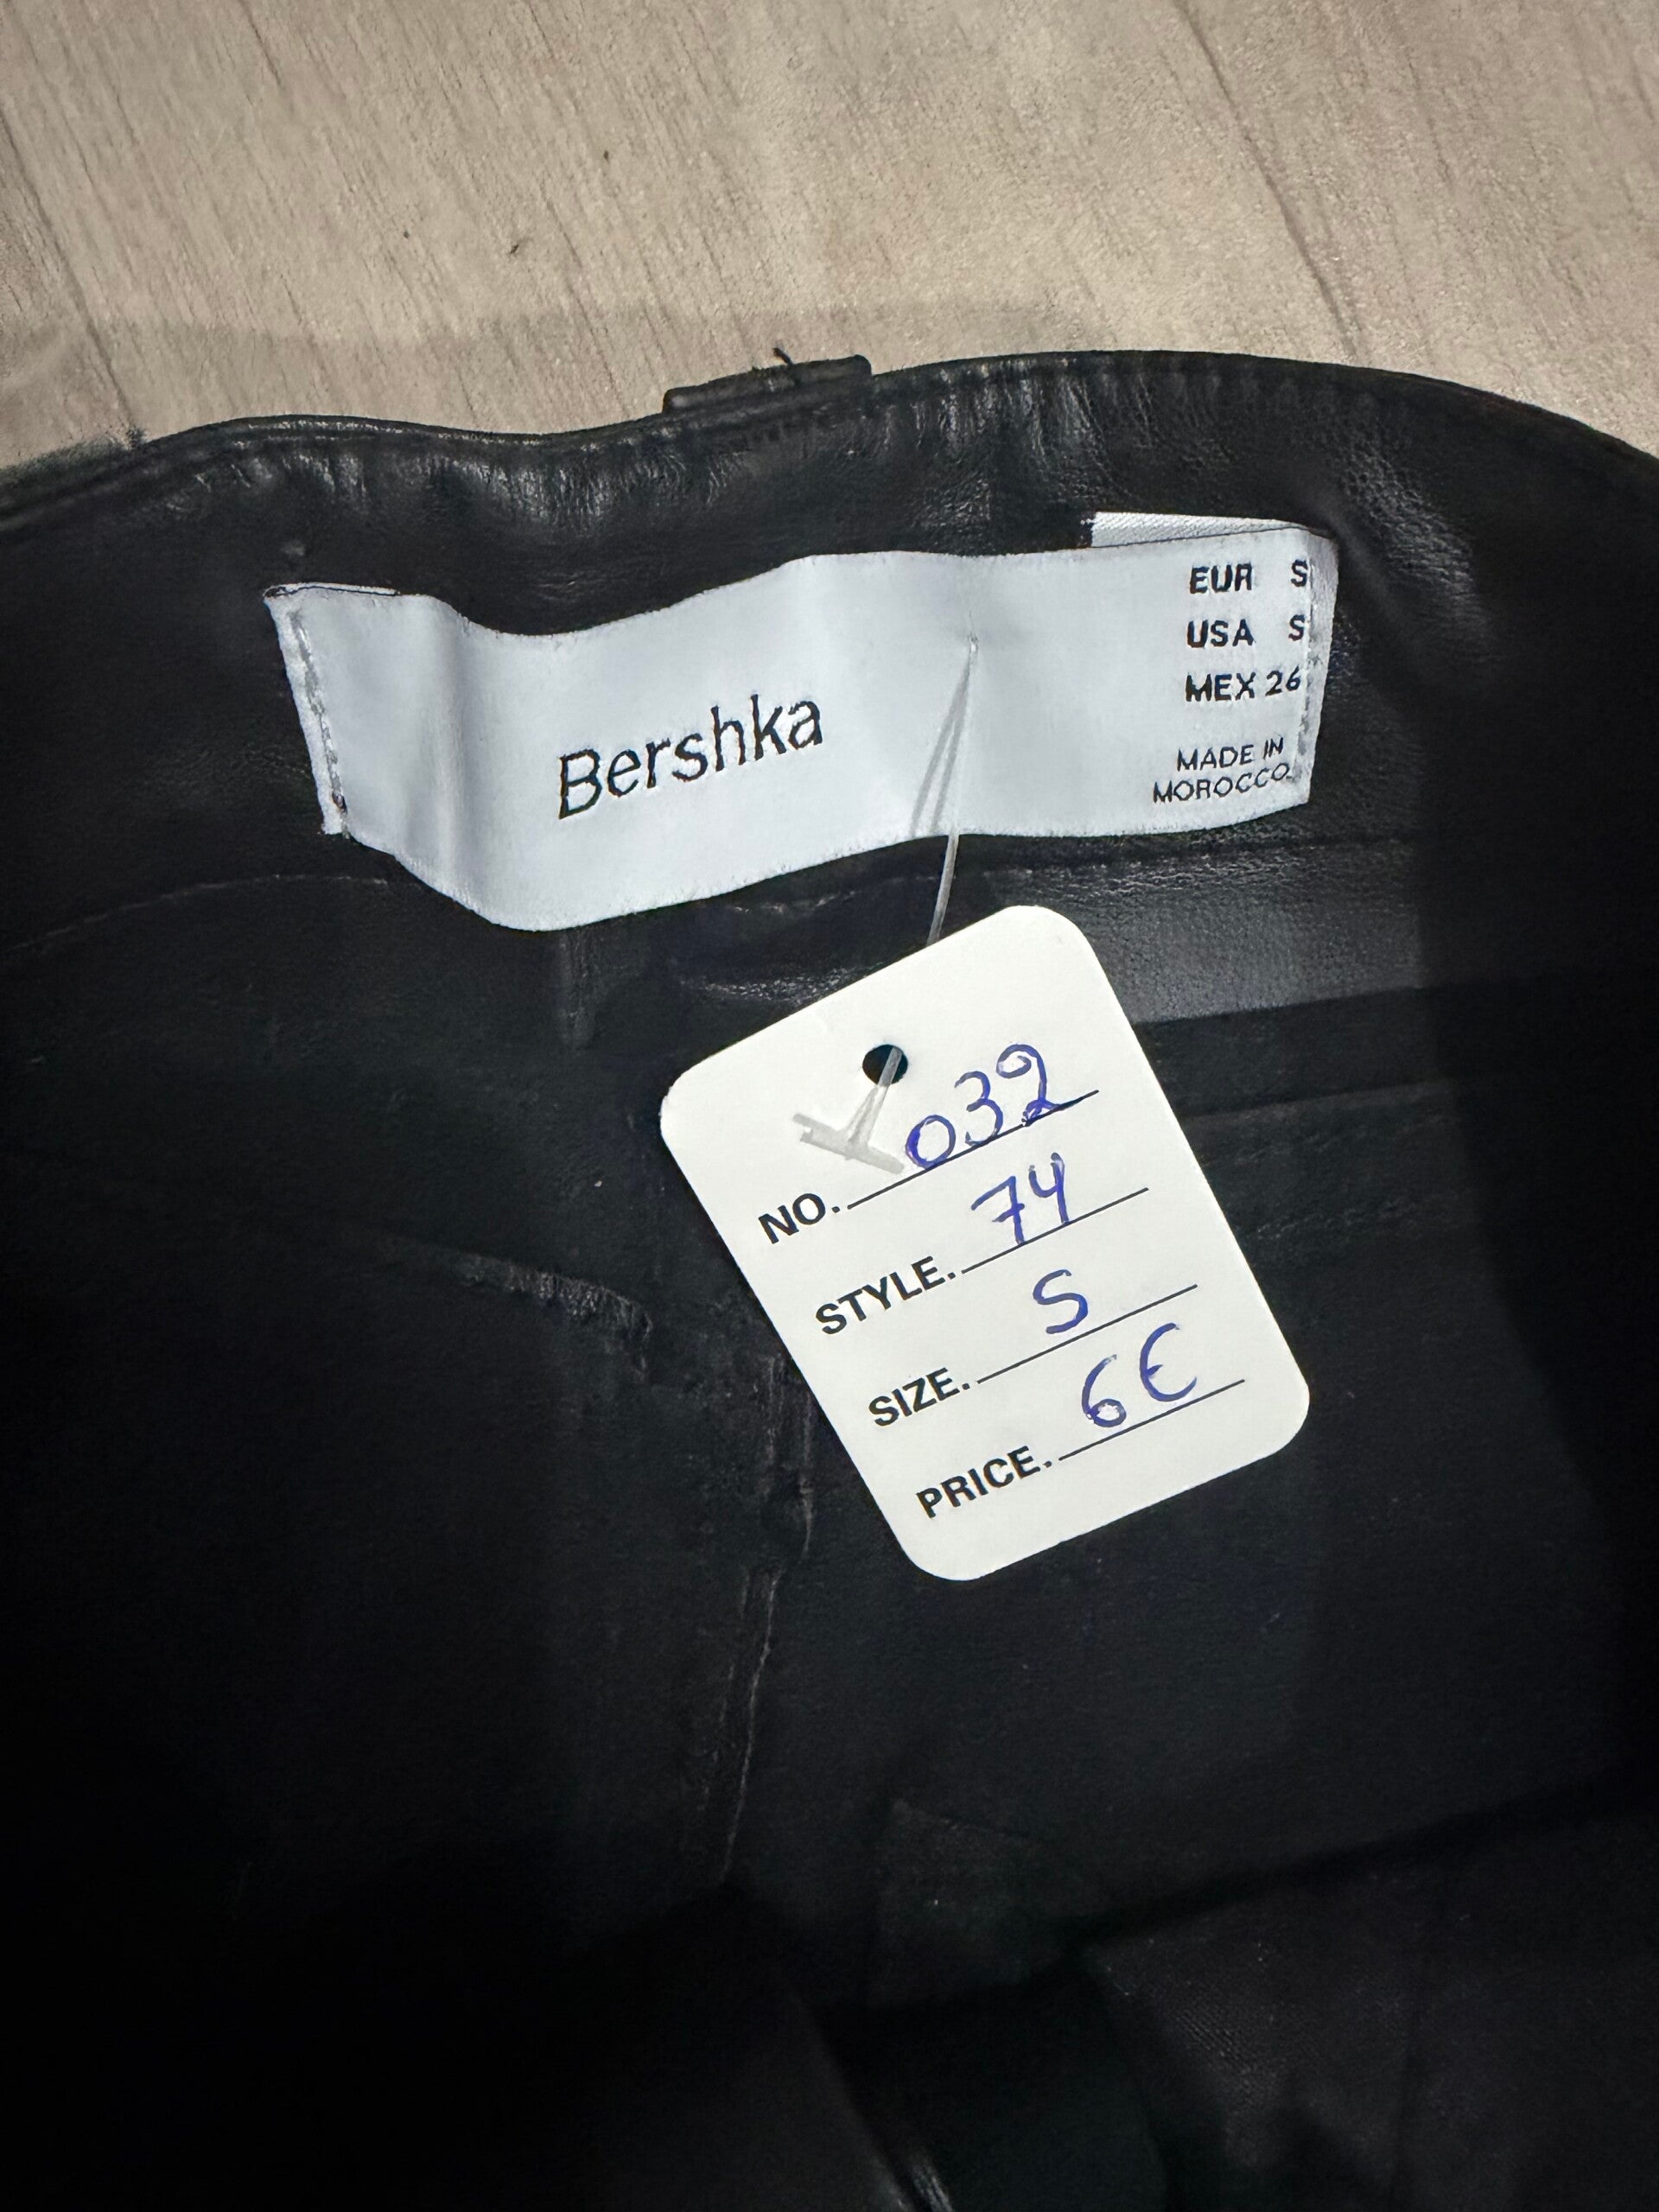 EUR S
USA S
MEX 26
Bershka
MADE IN
MOROCCO
NO. 032
STYLE. 74
SIZE. S
PRICE. 6€